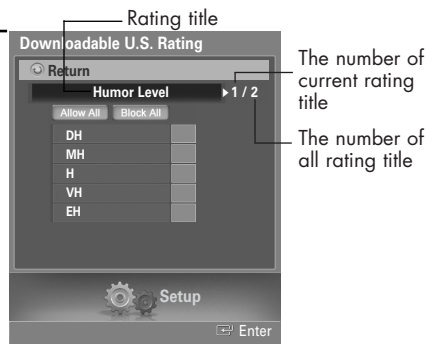 Rating title
Downloadable U.S. Rating
Return
Humor Level
1 / 2
Allow All Block All
DH
MH
H
VH
EH
Setup
Enter
The number of
current rating
title
The number of
all rating title